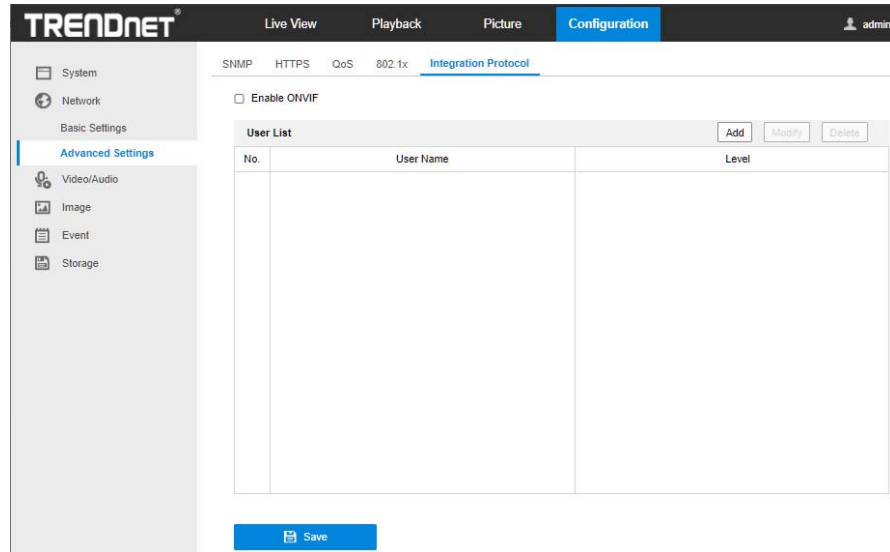 TRENDnet®
Live View Playback Picture Configuration admin
System
Network
Basic Settings
Advanced Settings
Video/Audio
Image
Event
Storage
SNMP HTTPS QoS 802.1x Integration Protocol
Enable ONVIF
User List Add Modify Delete
No. User Name Level
Save